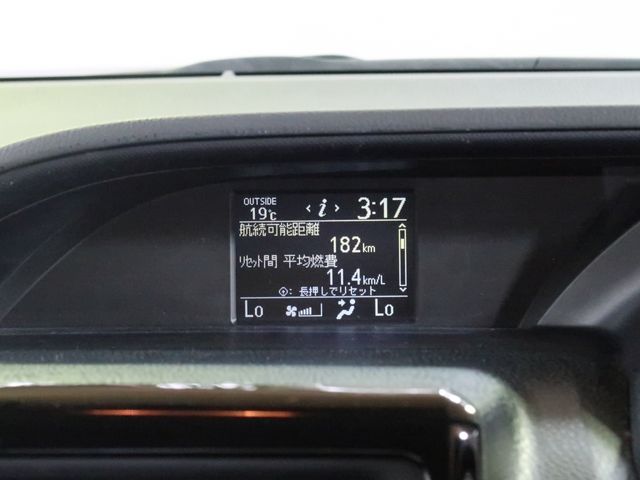 OUTSIDE
19℃ < i > 3:17
航続可能距離
182km
リセット間 平均燃費
11.4km/L
⊙: 長押しでリセット
Lo Lo